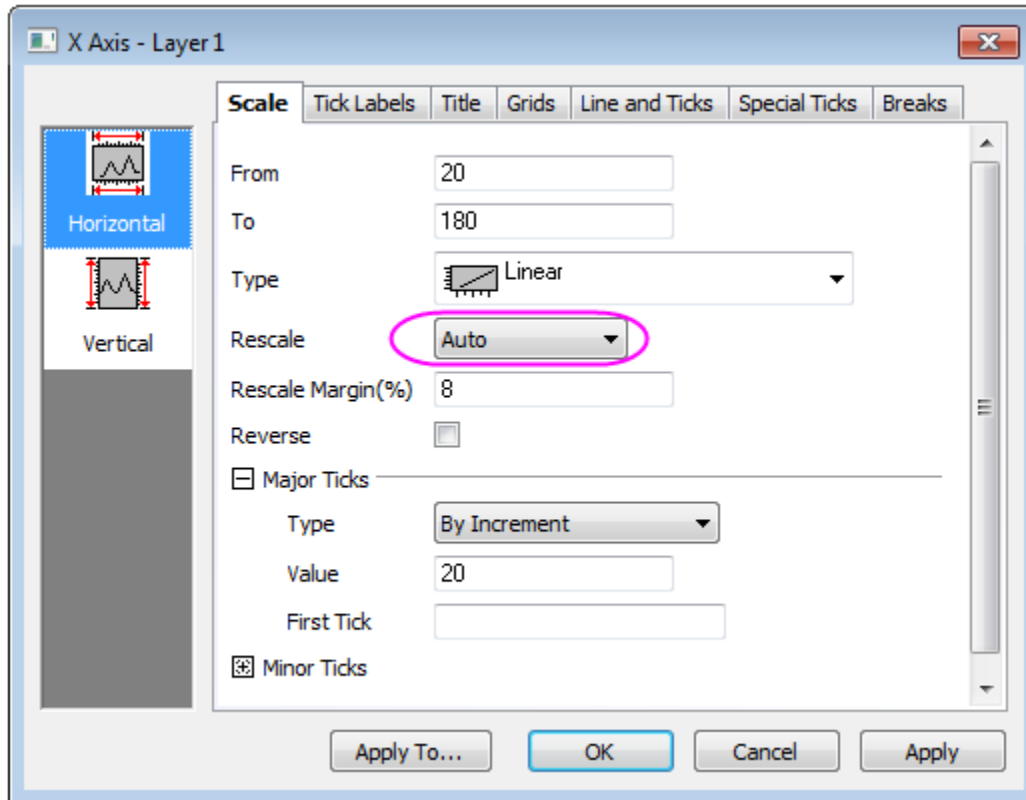 X Axis - Layer1
Scale Tick Labels Title Grids Line and Ticks Special Ticks Breaks
Horizontal
Vertical
From 20
To 180
Type Linear
Rescale Auto
Rescale Margin(%) 8
Reverse
Major Ticks
Type By Increment
Value 20
First Tick
Minor Ticks
Apply To... OK Cancel Apply